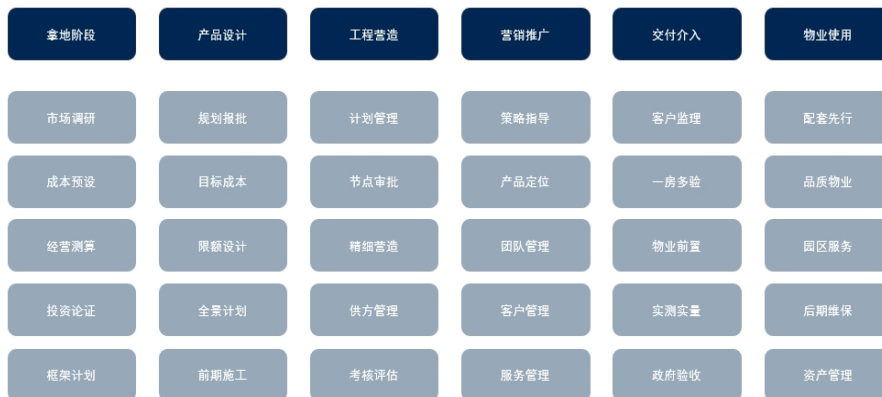 拿地阶段 产品设计 工程营造 营销推广 交付介入 物业使用
市场调研 规划报批 计划管理 策略指导 客户监理 配套先行
成本预设 目标成本 节点审批 产品定位 一房多验 品质物业
经营测算 限额设计 精细营造 团队管理 物业前置 园区服务
投资论证 全景计划 供方管理 客户管理 实测实量 后期维保
框架计划 前期施工 考核评估 服务管理 政府验收 资产管理